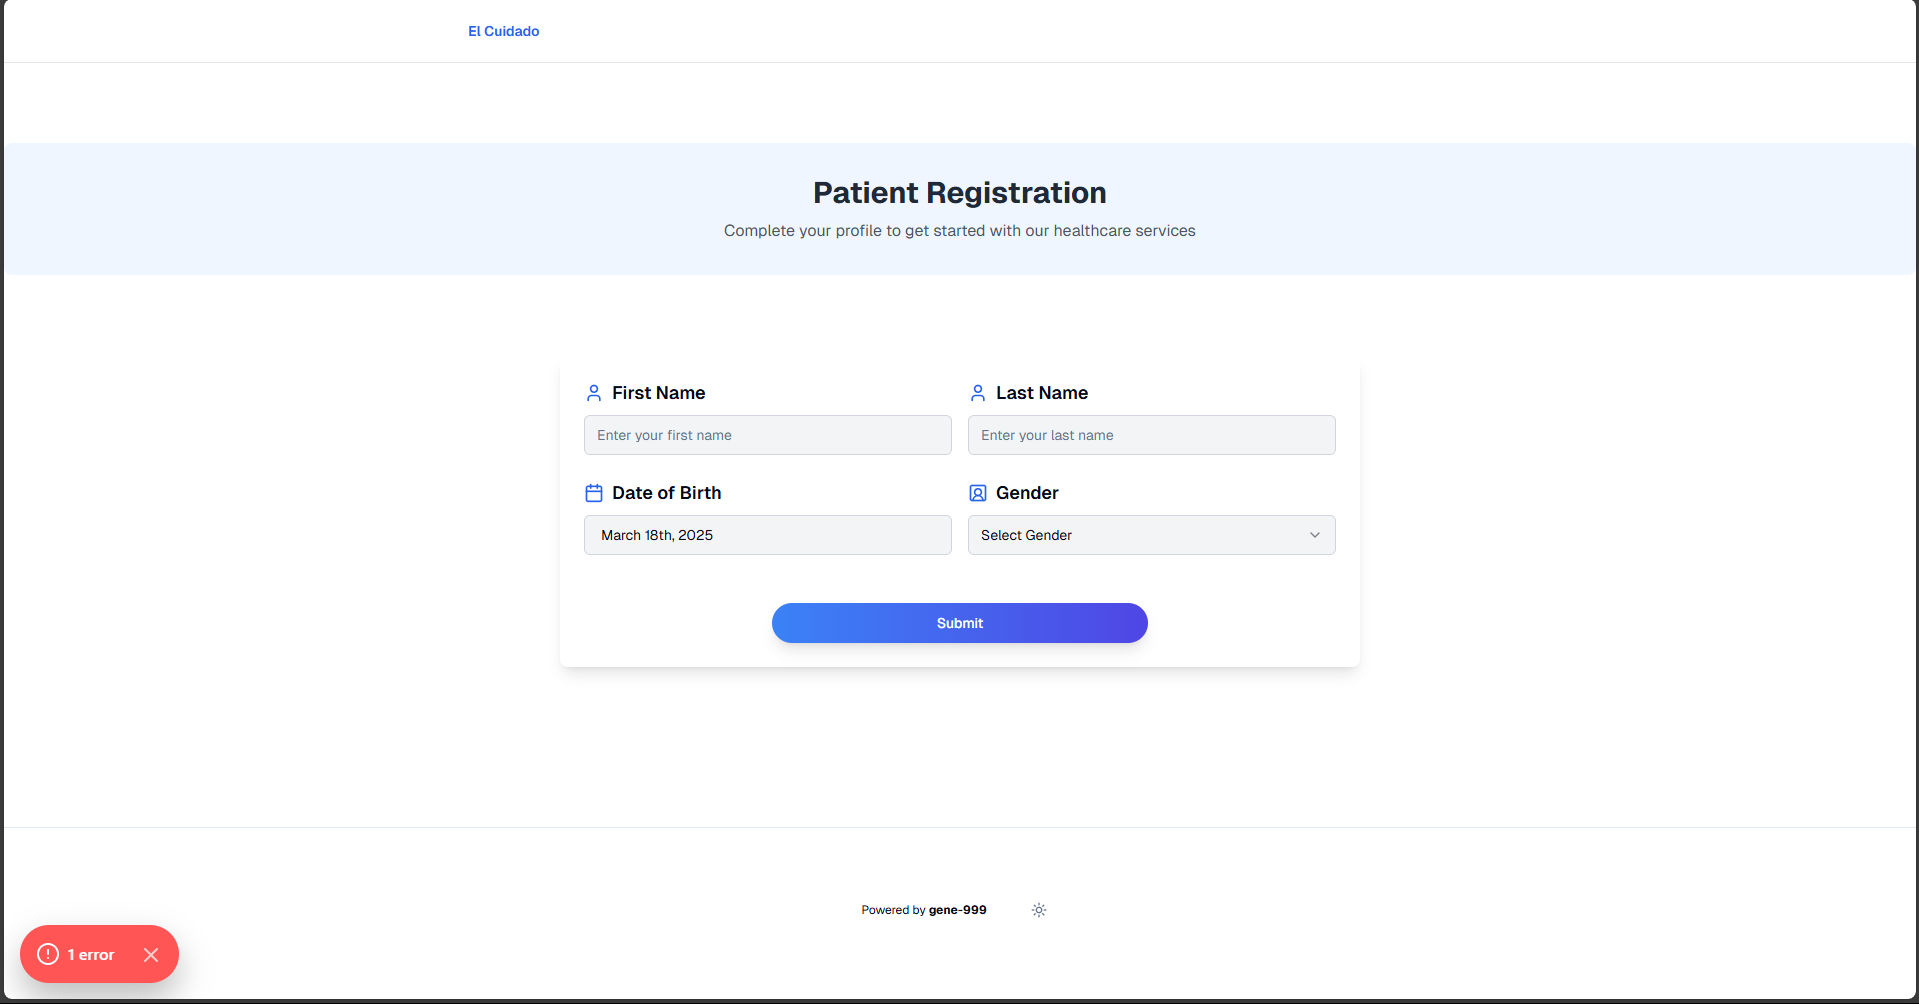 El Cuidado
Patient Registration
Complete your profile to get started with our healthcare services
First Name
Last Name
Enter your first name
Enter your last name
Date of Birth
Gender
March 18th, 2025
Select Gender
Submit
Powered by gene-999
1 error